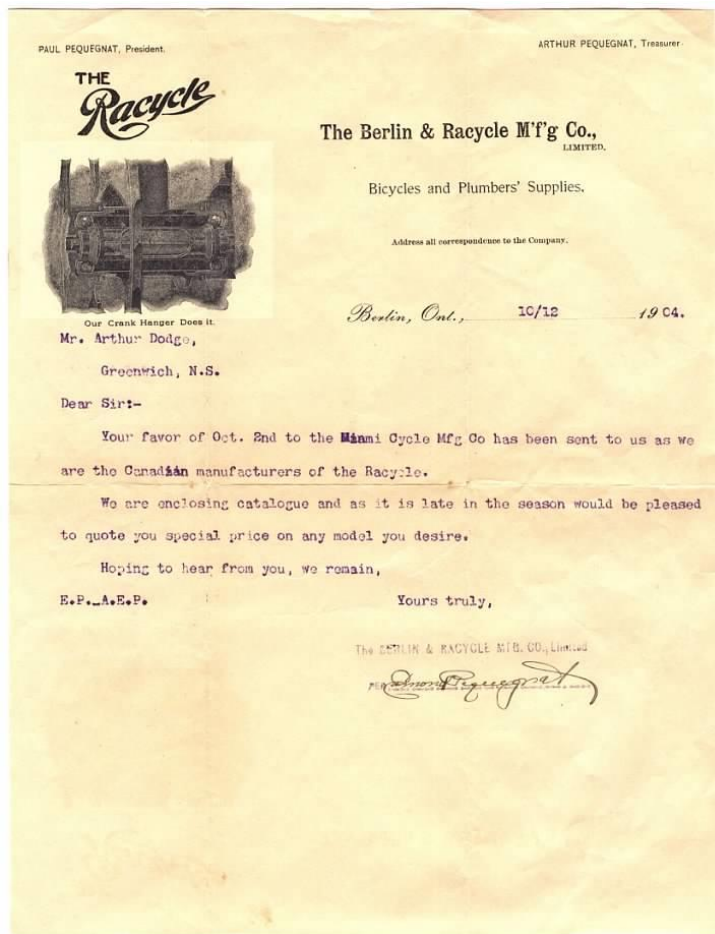 PAUL PEQUEGNAT, President.
ARTHUR PEQUEGNAT, Treasurer.
THE
Racycle
The Berlin & Racycle M'f'g Co.,
LIMITED.
Bicycles and Plumbers' Supplies.
Address all correspondence to the Company.
Our Crank Hanger Does it.
Berlin, Ont., 10/12 1904.
Mr. Arthur Dodge,
Greenwich, N.S.
Dear Sir:-
Your favor of Oct. 2nd to the Miami Cycle Mfg Co has been sent to us as we
are the Canadian manufacturers of the Racycle.
We are enclosing catalogue and as it is late in the season would be pleased
to quote you special price on any model you desire.
Hoping to hear from you, we remain,
E.P._A.E.P. Yours truly,
The BERLIN & RACYCLE MFG. CO., Limited
PER Edmond Pequegnat